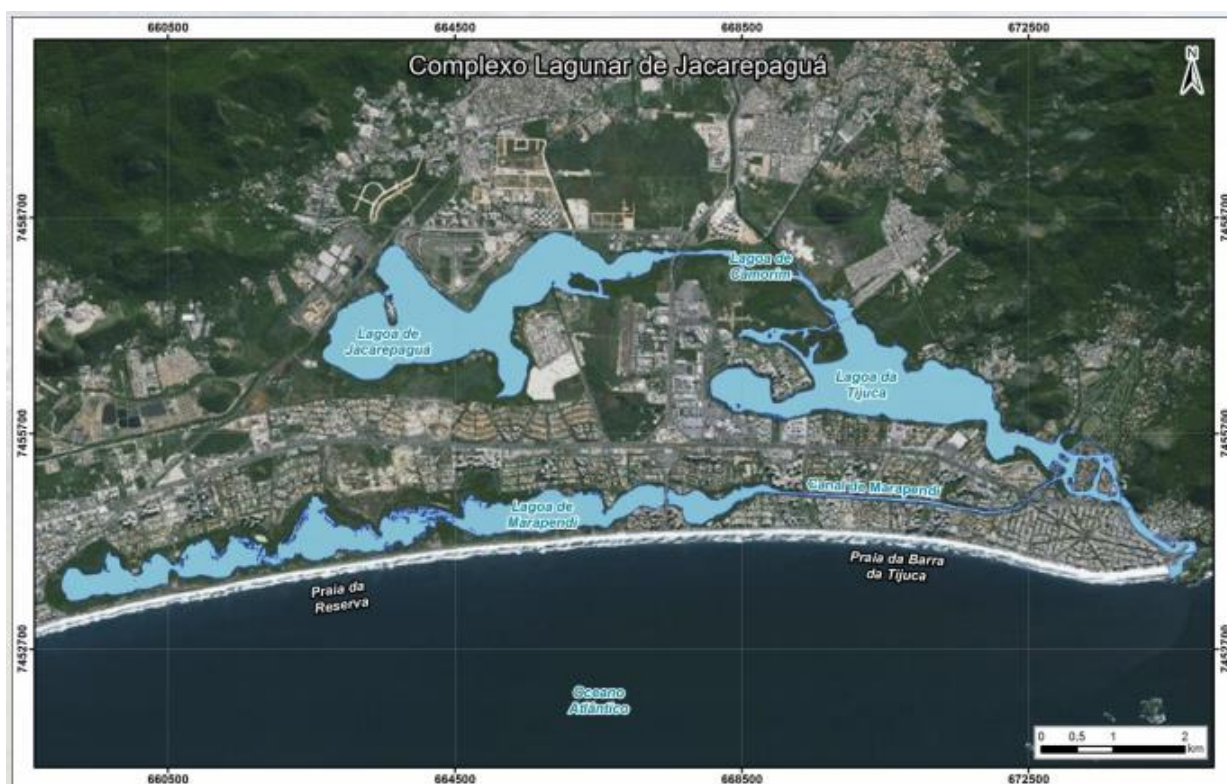 660500 664500 668500 672500
Complexo Lagunar de Jacarepaguá
N
7458700 7458700
Lagoa de
Camorim
Lagoa de
Jacarepaguá
Lagoa da
Tijuca
7455700 7455700
Canal de Marapendi
Lagoa de
Marapendi
Praia da Barra
da Tijuca
Praia da
Reserva
7452700 7452700
Oceano
Atlântico
0 0,5 1 2
km
660500 664500 668500 672500